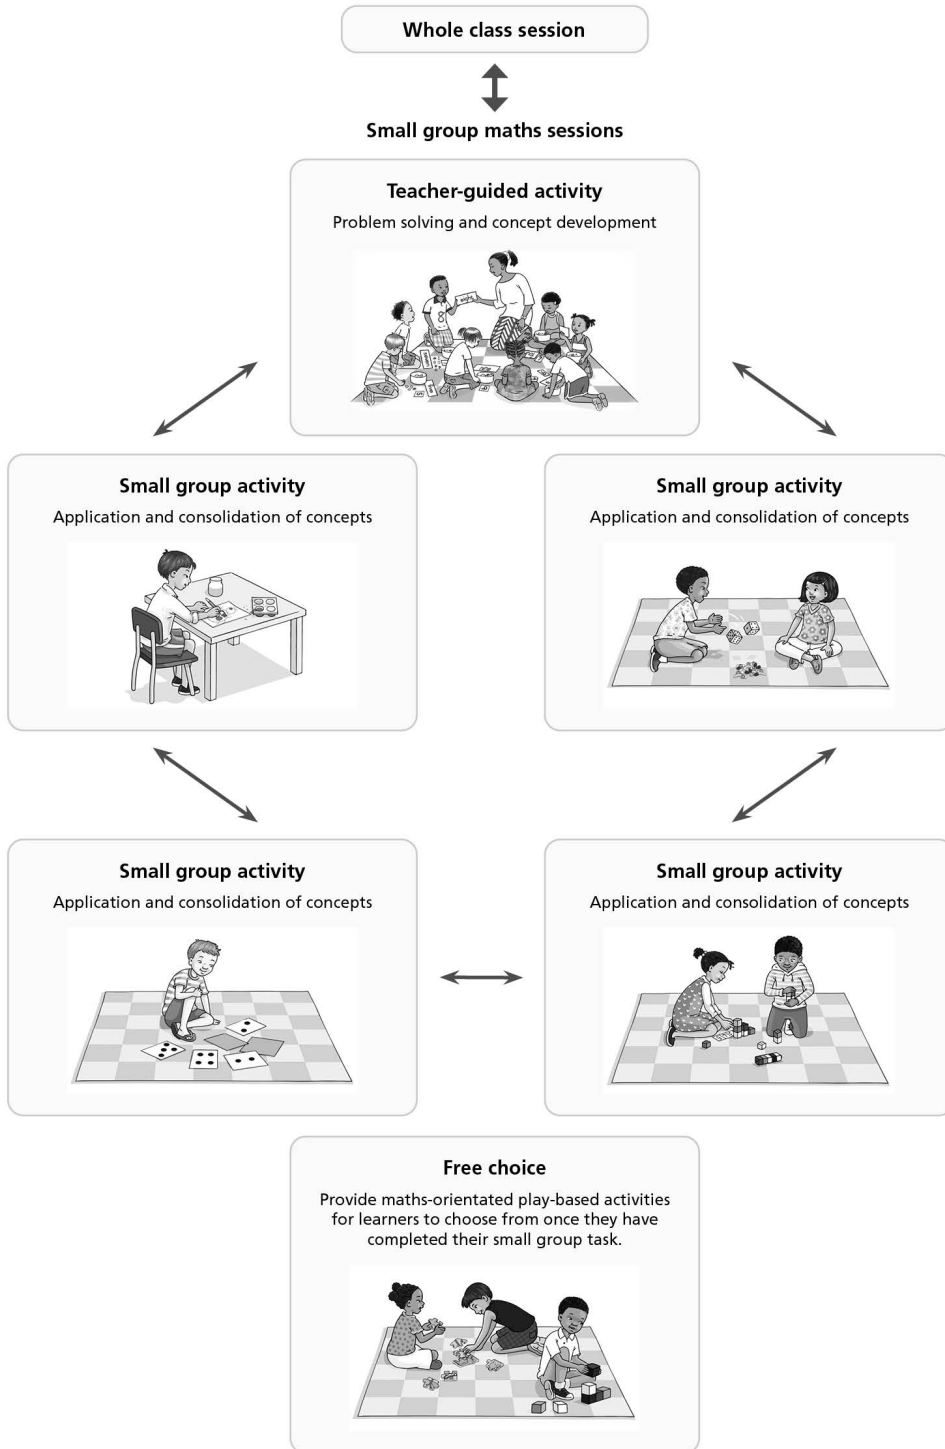 Whole class session
Small group maths sessions
Teacher-guided activity
Problem solving and concept development
Small group activity
Application and consolidation of concepts
Small group activity
Application and consolidation of concepts
Small group activity
Application and consolidation of concepts
Small group activity
Application and consolidation of concepts
Free choice
Provide maths-orientated play-based activities
for learners to choose from once they have
completed their small group task.